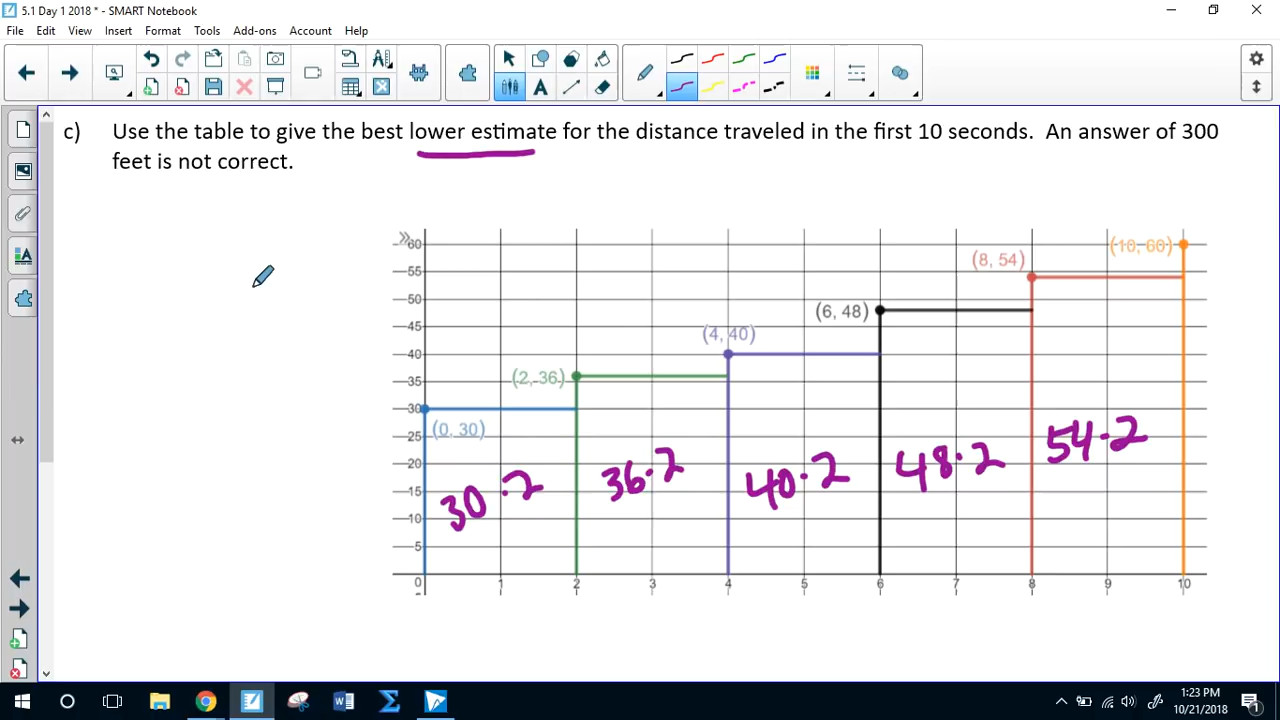 5.1 Day 1 2018 * - SMART Notebook
File Edit View Insert Format Tools Add-ons Account Help
c) Use the table to give the best lower estimate for the distance traveled in the first 10 seconds. An answer of 300
feet is not correct.
60 (10, 60)
(8, 54)
55
50
(6, 48)
45
(4, 40)
40
(2, 36)
35
30
(0, 30)
25
20
15
10
5
30 · 2 36 · 2 40 · 2 48 · 2 54 · 2
0 1 2 3 4 5 6 7 8 9 10
1:23 PM
10/21/2018